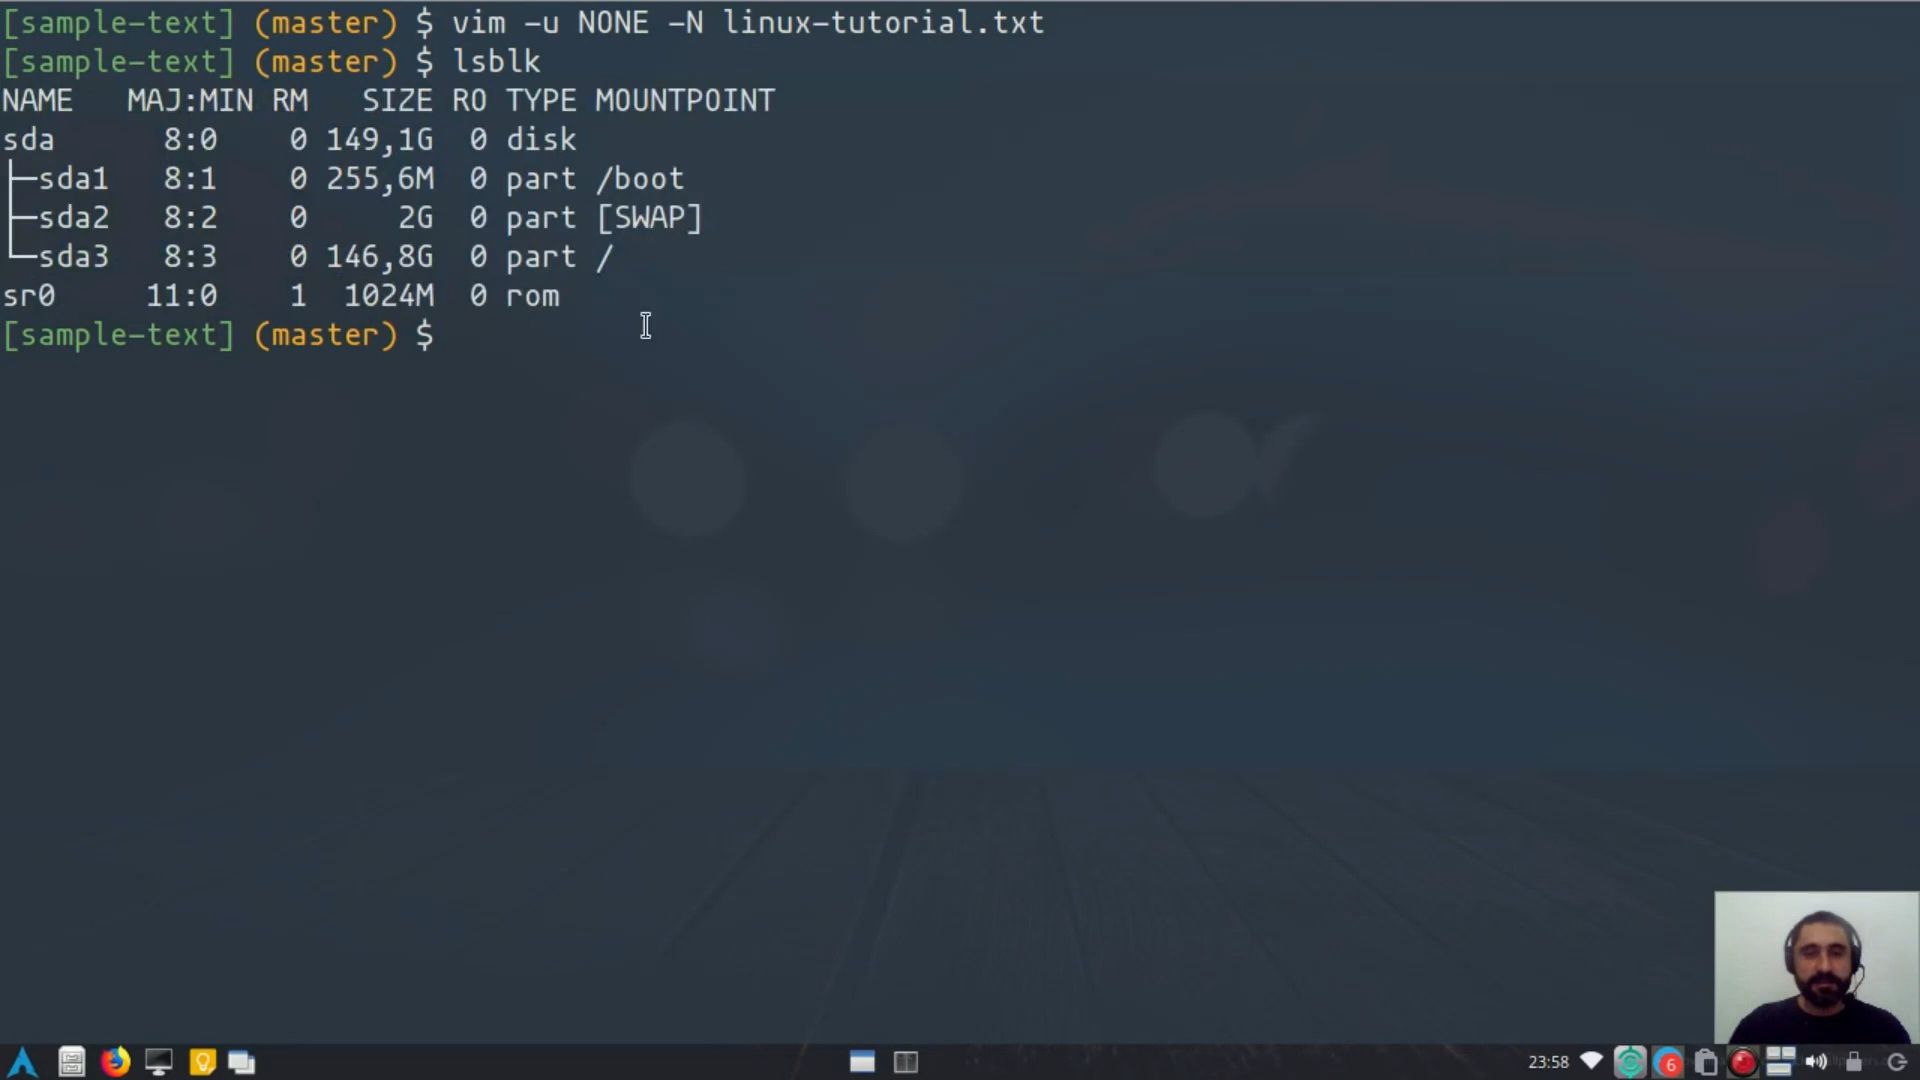 [sample-text] (master) $ vim -u NONE -N linux-tutorial.txt
[sample-text] (master) $ lsblk
NAME   MAJ:MIN RM   SIZE RO TYPE MOUNTPOINT
sda      8:0    0 149,1G  0 disk
├─sda1   8:1    0 255,6M  0 part /boot
├─sda2   8:2    0     2G  0 part [SWAP]
└─sda3   8:3    0 146,8G  0 part /
sr0     11:0    1  1024M  0 rom
[sample-text] (master) $
23:58 6